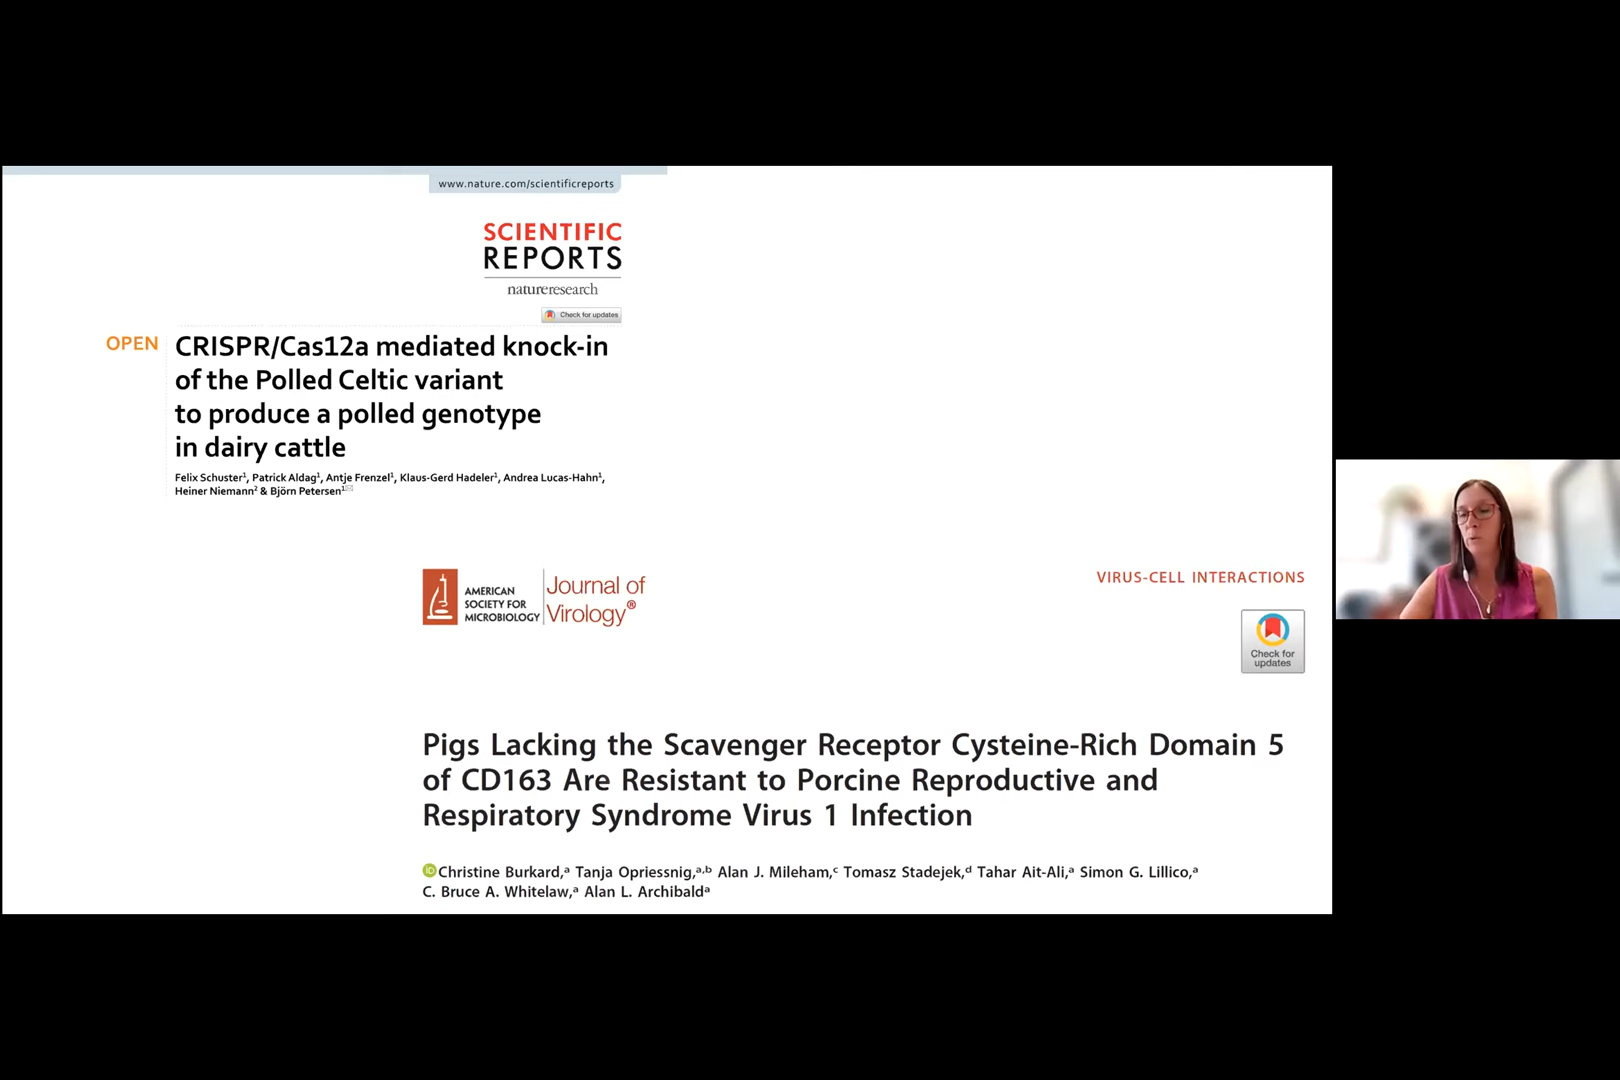 www.nature.com/scientificreports
SCIENTIFIC
REPORTS
natureresearch
Check for updates
OPEN
CRISPR/Cas12a mediated knock-in
of the Polled Celtic variant
to produce a polled genotype
in dairy cattle
Felix Schuster¹, Patrick Aldag¹, Antje Frenzel¹, Klaus-Gerd Hadeler¹, Andrea Lucas-Hahn¹,
Heiner Niemann² & Björn Petersen¹✉
AMERICAN
SOCIETY FOR
MICROBIOLOGY
Journal of
Virology®
VIRUS-CELL INTERACTIONS
Check for
updates
Pigs Lacking the Scavenger Receptor Cysteine-Rich Domain 5
of CD163 Are Resistant to Porcine Reproductive and
Respiratory Syndrome Virus 1 Infection
iD Christine Burkard,ᵃ Tanja Opriessnig,ᵃ,ᵇ Alan J. Mileham,ᶜ Tomasz Stadejek,ᵈ Tahar Ait-Ali,ᵃ Simon G. Lillico,ᵃ
C. Bruce A. Whitelaw,ᵃ Alan L. Archibaldᵃ